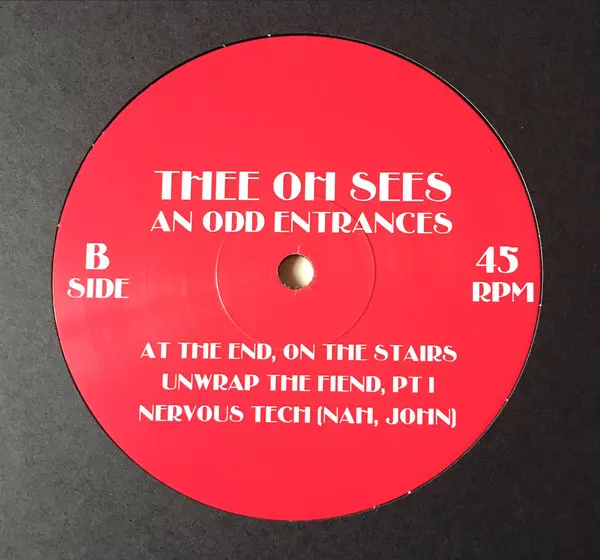 THEE OH SEES
AN ODD ENTRANCES
B
SIDE
45
RPM
AT THE END, ON THE STAIRS
UNWRAP THE FIEND, PT I
NERVOUS TECH (NAH, JOHN)